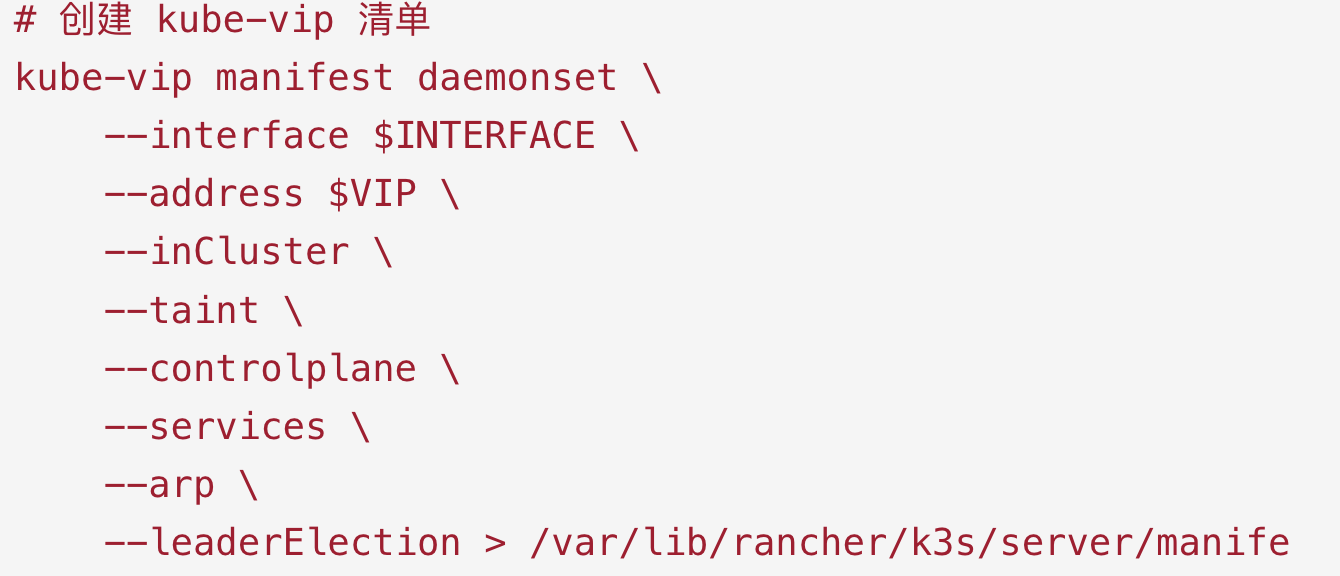 # 创建 kube-vip 清单
kube-vip manifest daemonset \
    --interface $INTERFACE \
    --address $VIP \
    --inCluster \
    --taint \
    --controlplane \
    --services \
    --arp \
    --leaderElection > /var/lib/rancher/k3s/server/manife